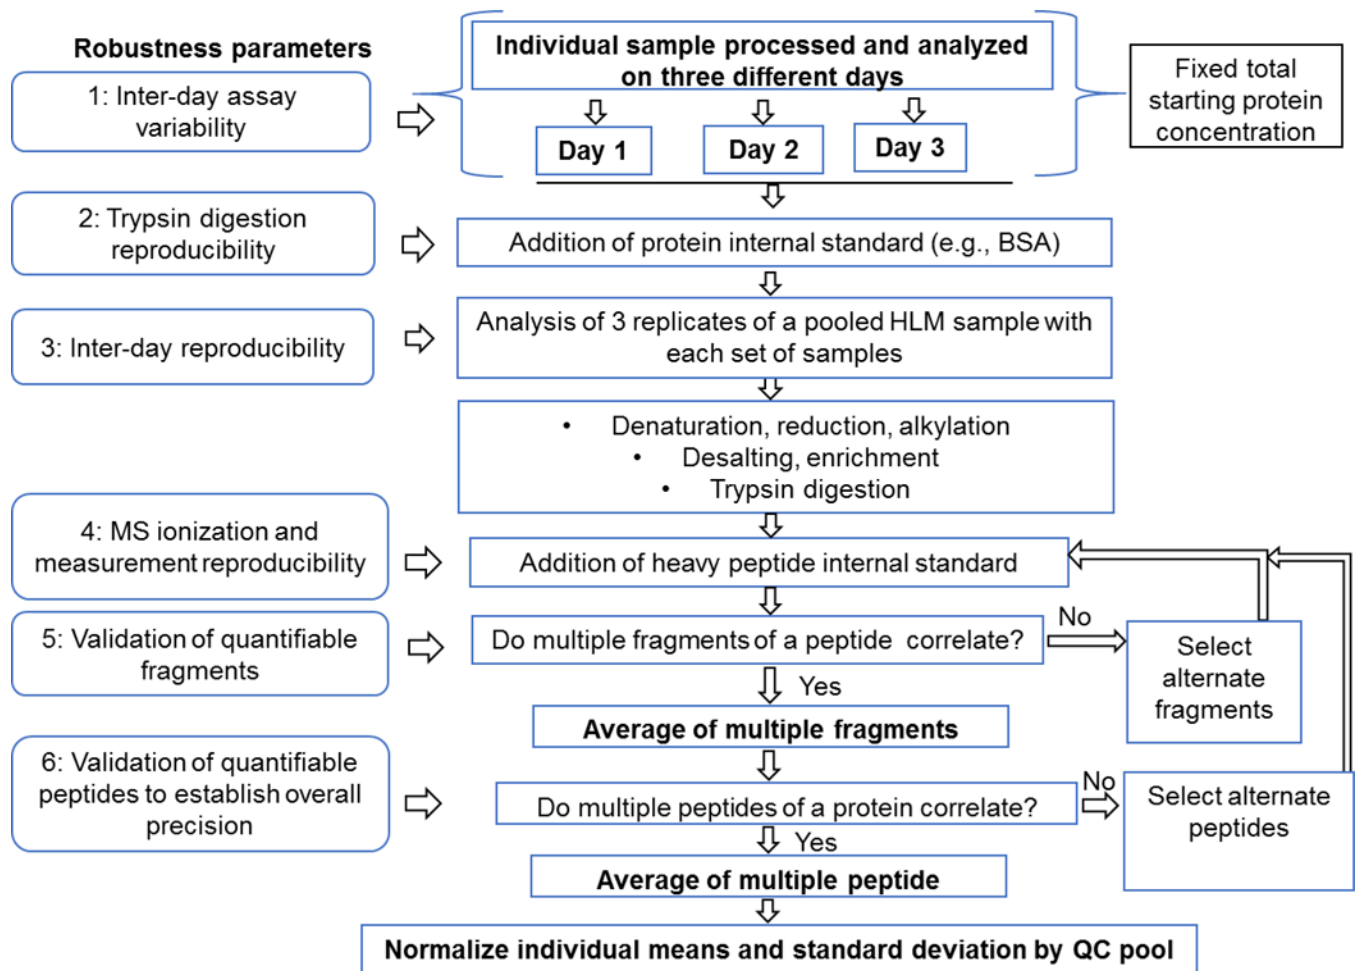 Robustness parameters
Individual sample processed and analyzed
on three different days
Day 1
Day 2
Day 3
Fixed total
starting protein
concentration
1: Inter-day assay
variability
2: Trypsin digestion
reproducibility
Addition of protein internal standard (e.g., BSA)
3: Inter-day reproducibility
Analysis of 3 replicates of a pooled HLM sample with
each set of samples
• Denaturation, reduction, alkylation
• Desalting, enrichment
• Trypsin digestion
4: MS ionization and
measurement reproducibility
Addition of heavy peptide internal standard
5: Validation of quantifiable
fragments
Do multiple fragments of a peptide correlate?
No
Select
alternate
fragments
Yes
Average of multiple fragments
6: Validation of quantifiable
peptides to establish overall
precision
Do multiple peptides of a protein correlate?
No
Select alternate
peptides
Yes
Average of multiple peptide
Normalize individual means and standard deviation by QC pool